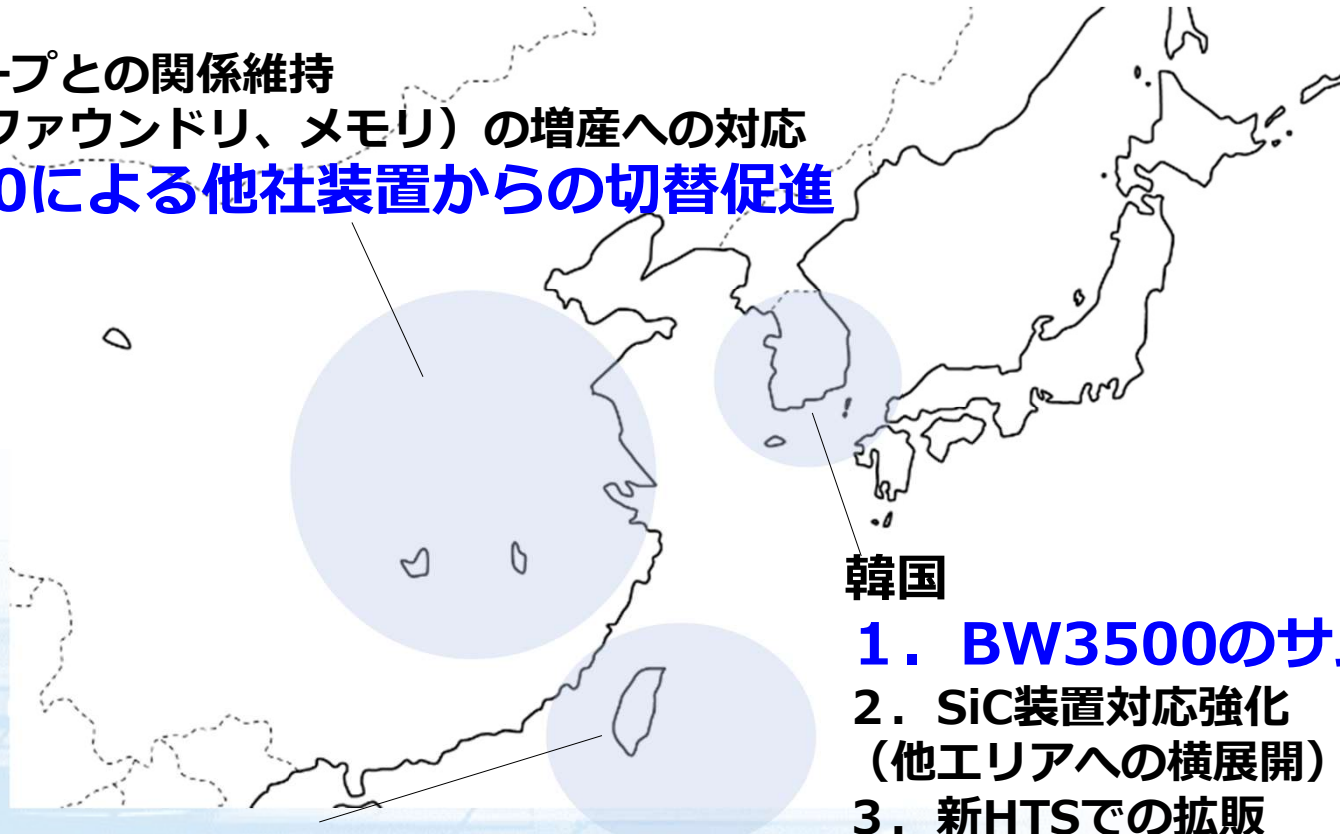 ープとの関係維持
ファウンドリ、メモリ）の増産への対応
0による他社装置からの切替促進
韓国
１．BW3500のサ
２．SiC装置対応強化
（他エリアへの横展開）
３．新HTSでの拡販